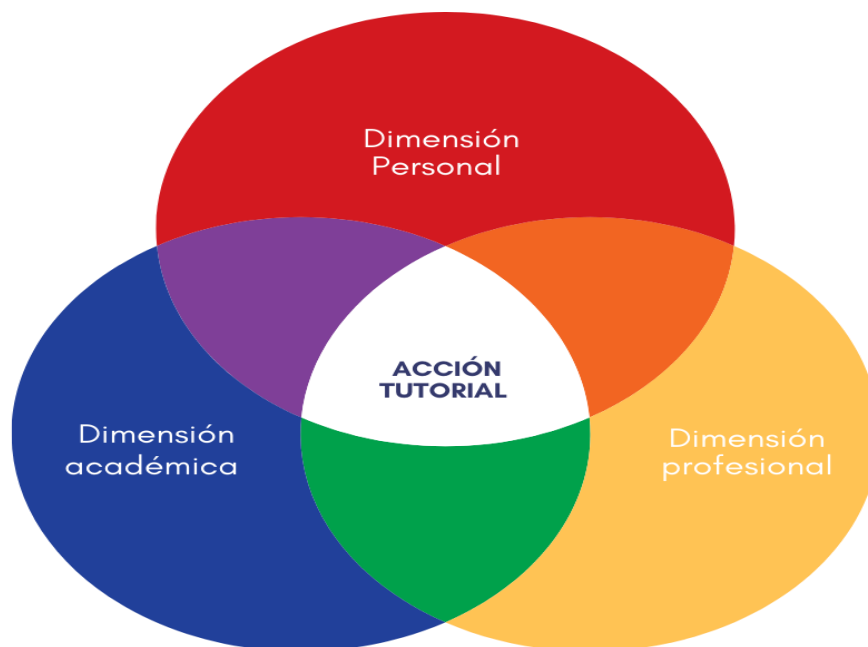 Dimensión
Personal
ACCIÓN
TUTORIAL
Dimensión
académica
Dimensión
profesional